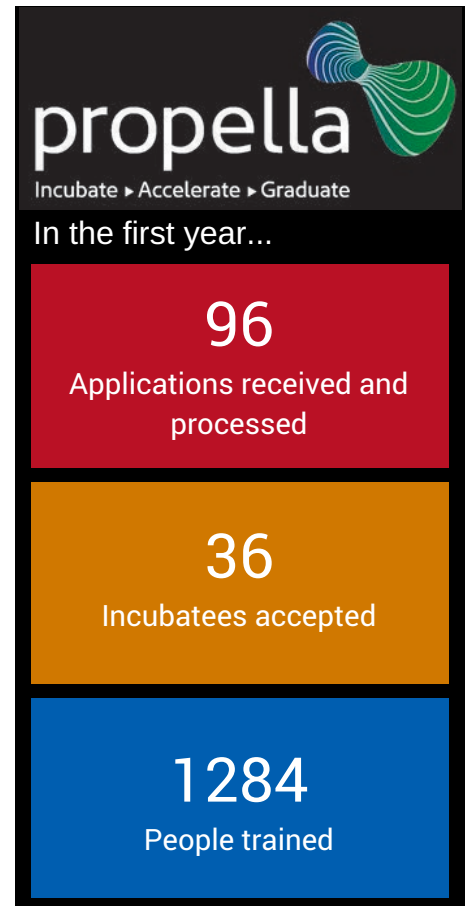 propella
Incubate ▸ Accelerate ▸ Graduate
In the first year...
96
Applications received and
processed
36
Incubatees accepted
1284
People trained